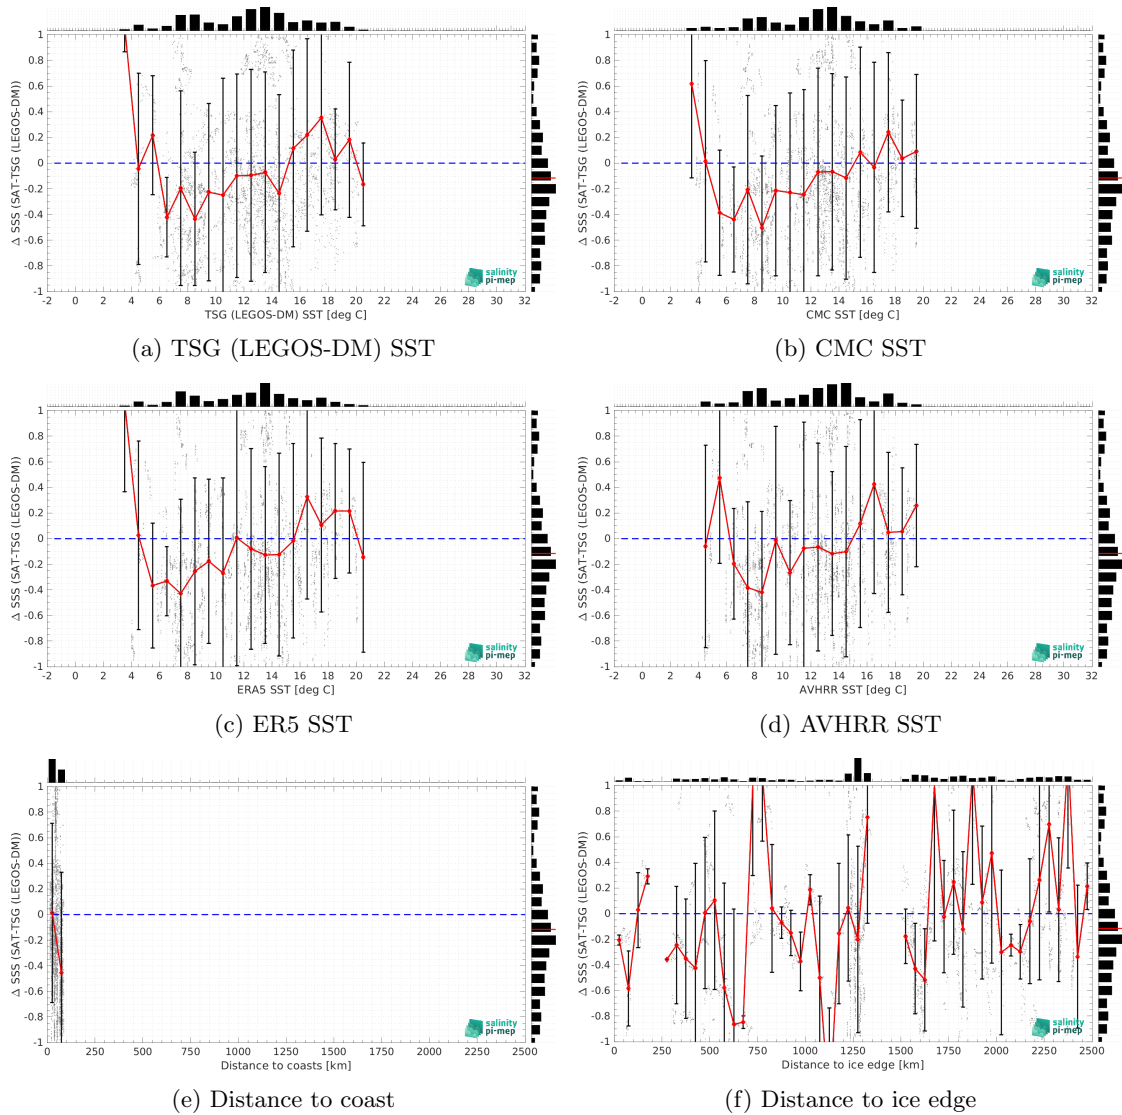 1
0.8
0.6
0.4
0.2
0
-0.2
-0.4
-0.6
-0.8
-1
Δ SSS (SAT-TSG (LEGOS-DM))
-2 0 2 4 6 8 10 12 14 16 18 20 22 24 26 28 30 32
TSG (LEGOS-DM) SST [deg C]
salinity
pi-mep
(a) TSG (LEGOS-DM) SST
1
0.8
0.6
0.4
0.2
0
-0.2
-0.4
-0.6
-0.8
-1
Δ SSS (SAT-TSG (LEGOS-DM))
-2 0 2 4 6 8 10 12 14 16 18 20 22 24 26 28 30 32
CMC SST [deg C]
salinity
pi-mep
(b) CMC SST
1
0.8
0.6
0.4
0.2
0
-0.2
-0.4
-0.6
-0.8
-1
Δ SSS (SAT-TSG (LEGOS-DM))
-2 0 2 4 6 8 10 12 14 16 18 20 22 24 26 28 30 32
ERA5 SST [deg C]
salinity
pi-mep
(c) ER5 SST
1
0.8
0.6
0.4
0.2
0
-0.2
-0.4
-0.6
-0.8
-1
Δ SSS (SAT-TSG (LEGOS-DM))
-2 0 2 4 6 8 10 12 14 16 18 20 22 24 26 28 30 32
AVHRR SST [deg C]
salinity
pi-mep
(d) AVHRR SST
1
0.8
0.6
0.4
0.2
0
-0.2
-0.4
-0.6
-0.8
-1
Δ SSS (SAT-TSG (LEGOS-DM))
0 250 500 750 1000 1250 1500 1750 2000 2250 2500
Distance to coasts [km]
salinity
pi-mep
(e) Distance to coast
1
0.8
0.6
0.4
0.2
0
-0.2
-0.4
-0.6
-0.8
-1
Δ SSS (SAT-TSG (LEGOS-DM))
0 250 500 750 1000 1250 1500 1750 2000 2250 2500
Distance to ice edge [km]
salinity
pi-mep
(f) Distance to ice edge